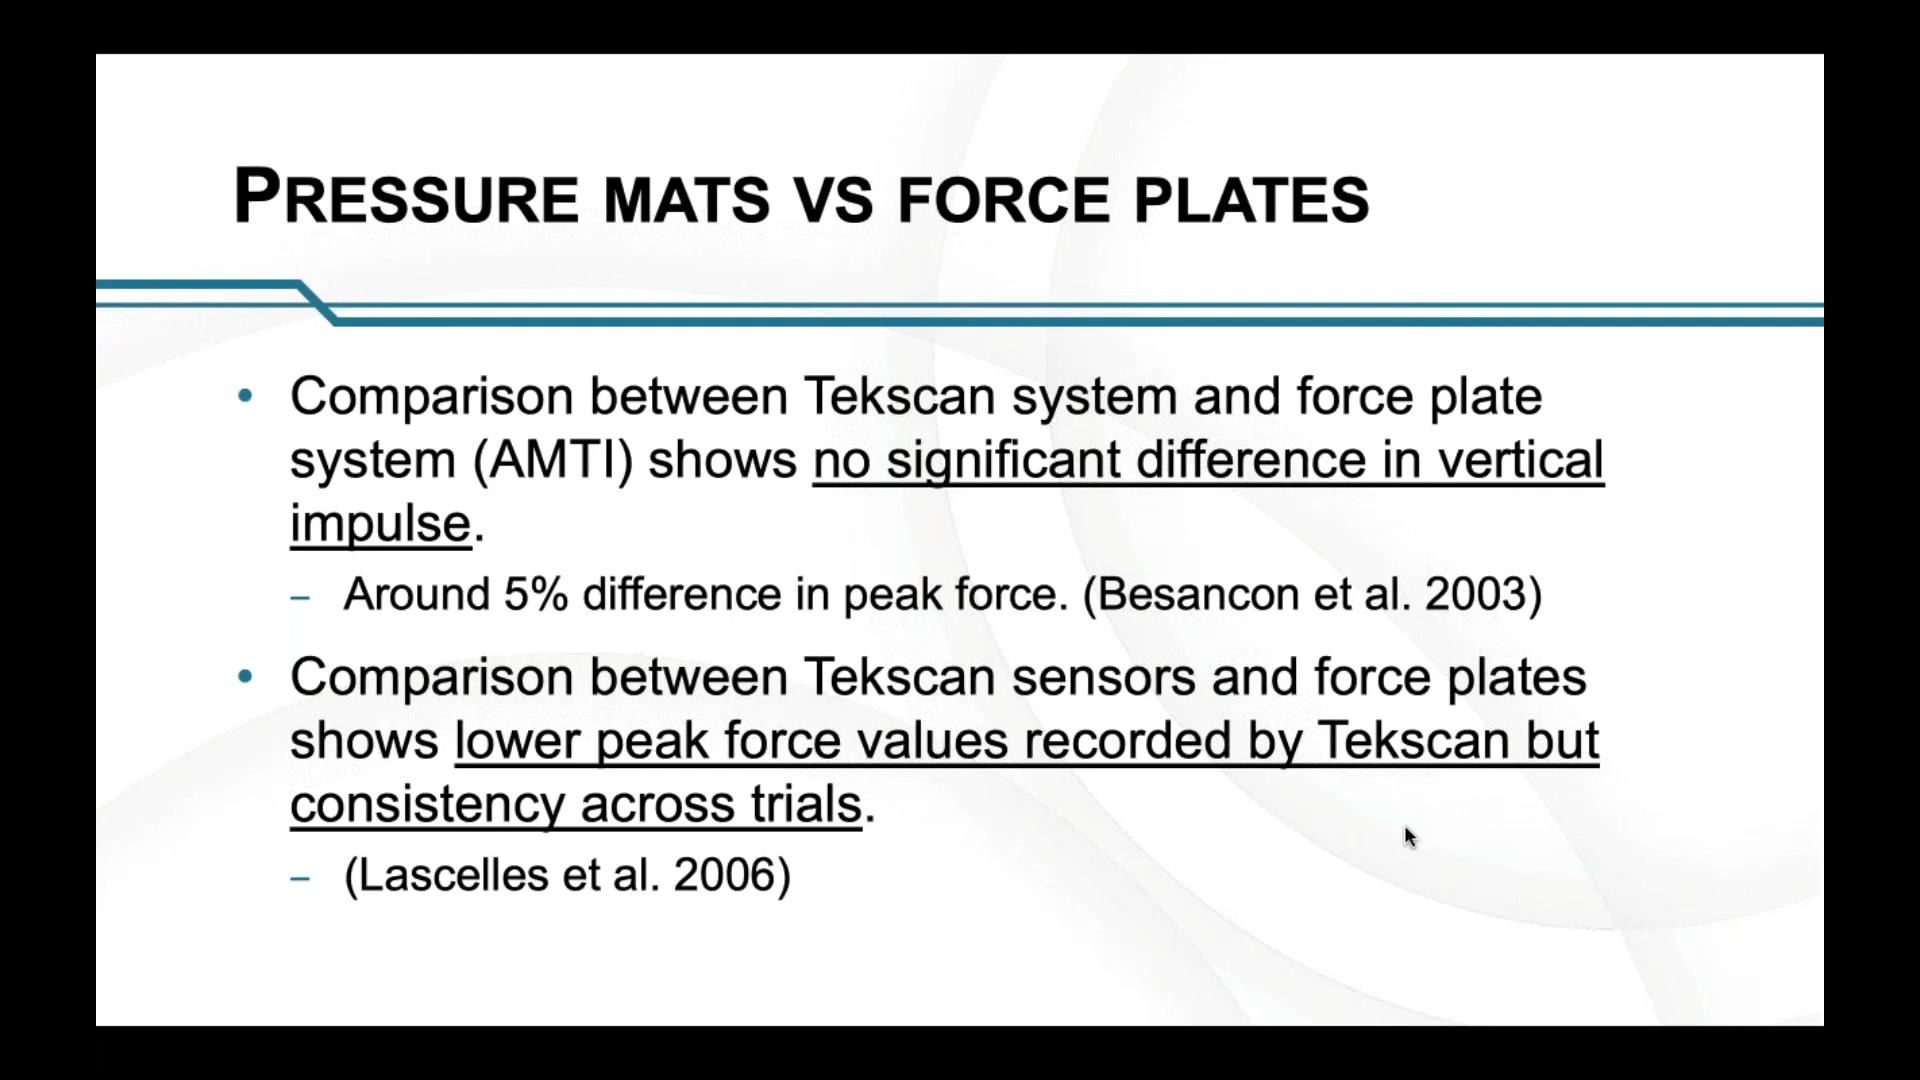 PRESSURE MATS VS FORCE PLATES
• Comparison between Tekscan system and force plate
system (AMTI) shows no significant difference in vertical
impulse.
– Around 5% difference in peak force. (Besancon et al. 2003)
• Comparison between Tekscan sensors and force plates
shows lower peak force values recorded by Tekscan but
consistency across trials.
– (Lascelles et al. 2006)